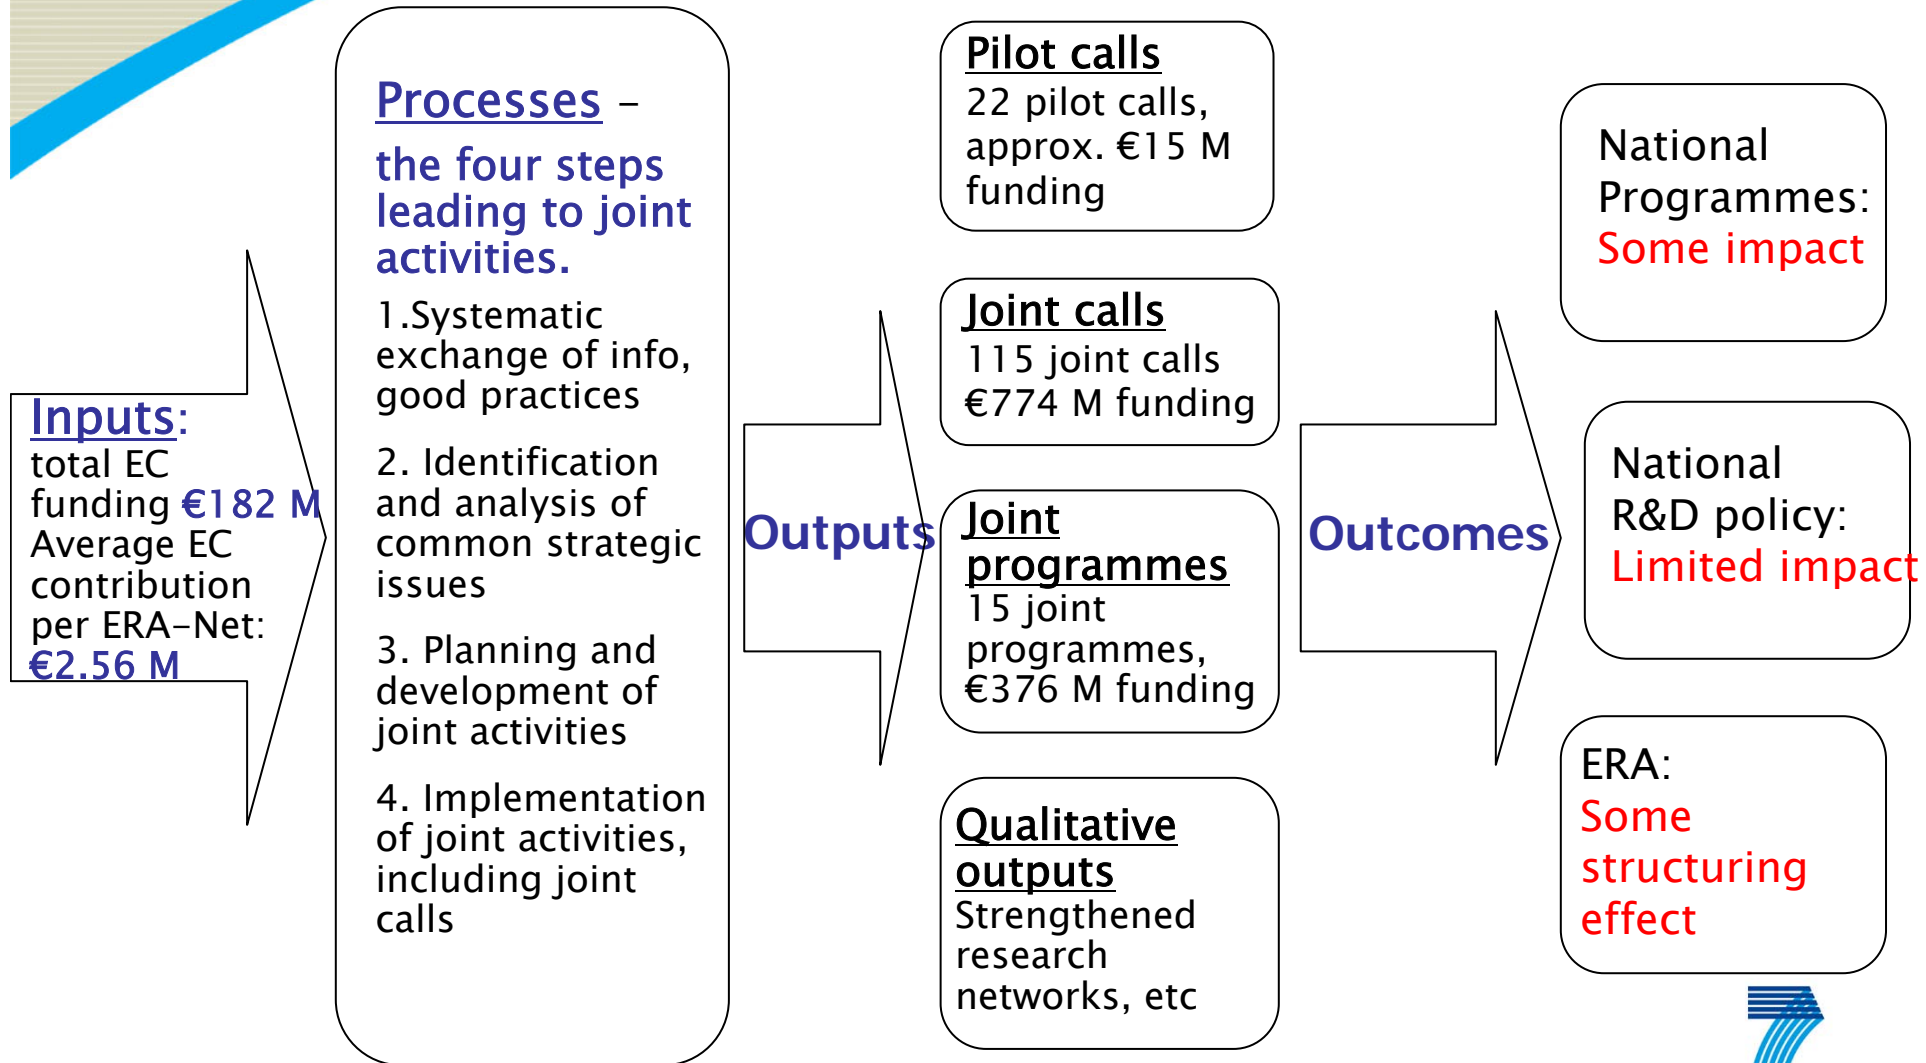 Inputs:
total EC
funding €182 M
Average EC
contribution
per ERA-Net:
€2.56 M
Processes –
the four steps
leading to joint
activities.
1.Systematic
exchange of info,
good practices
2. Identification
and analysis of
common strategic
issues
3. Planning and
development of
joint activities
4. Implementation
of joint activities,
including joint
calls
Outputs
Pilot calls
22 pilot calls,
approx. €15 M
funding
Joint calls
115 joint calls
€774 M funding
Joint
programmes
15 joint
programmes,
€376 M funding
Qualitative
outputs
Strengthened
research
networks, etc
Outcomes
National
Programmes:
Some impact
National
R&D policy:
Limited impact
ERA:
Some
structuring
effect
7